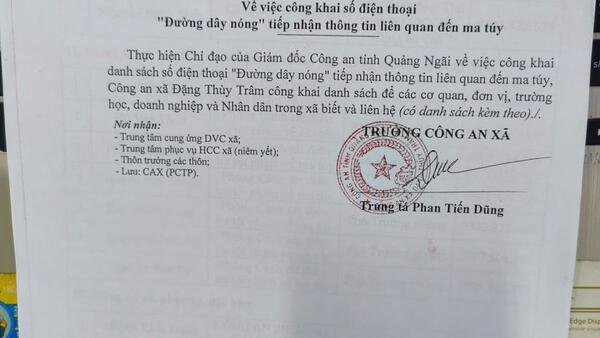 Về việc công khai số điện thoại
"Đường dây nóng" tiếp nhận thông tin liên quan đến ma túy
Thực hiện Chỉ đạo của Giám đốc Công an tỉnh Quảng Ngãi về việc công khai
danh sách số điện thoại "Đường dây nóng" tiếp nhận thông tin liên quan đến ma túy,
Công an xã Đặng Thùy Trâm công khai danh sách để các cơ quan, đơn vị, trường
học, doanh nghiệp và Nhân dân trong xã biết và liên hệ (có danh sách kèm theo)./.
Nơi nhận:
- Trung tâm cung ứng DVC xã;
- Trung tâm phục vụ HCC xã (niêm yết);
- Thôn trưởng các thôn;
- Lưu: CAX (PCTP).
TRƯỞNG CÔNG AN XÃ
Trung tá Phan Tiến Dũng
Edge Disp